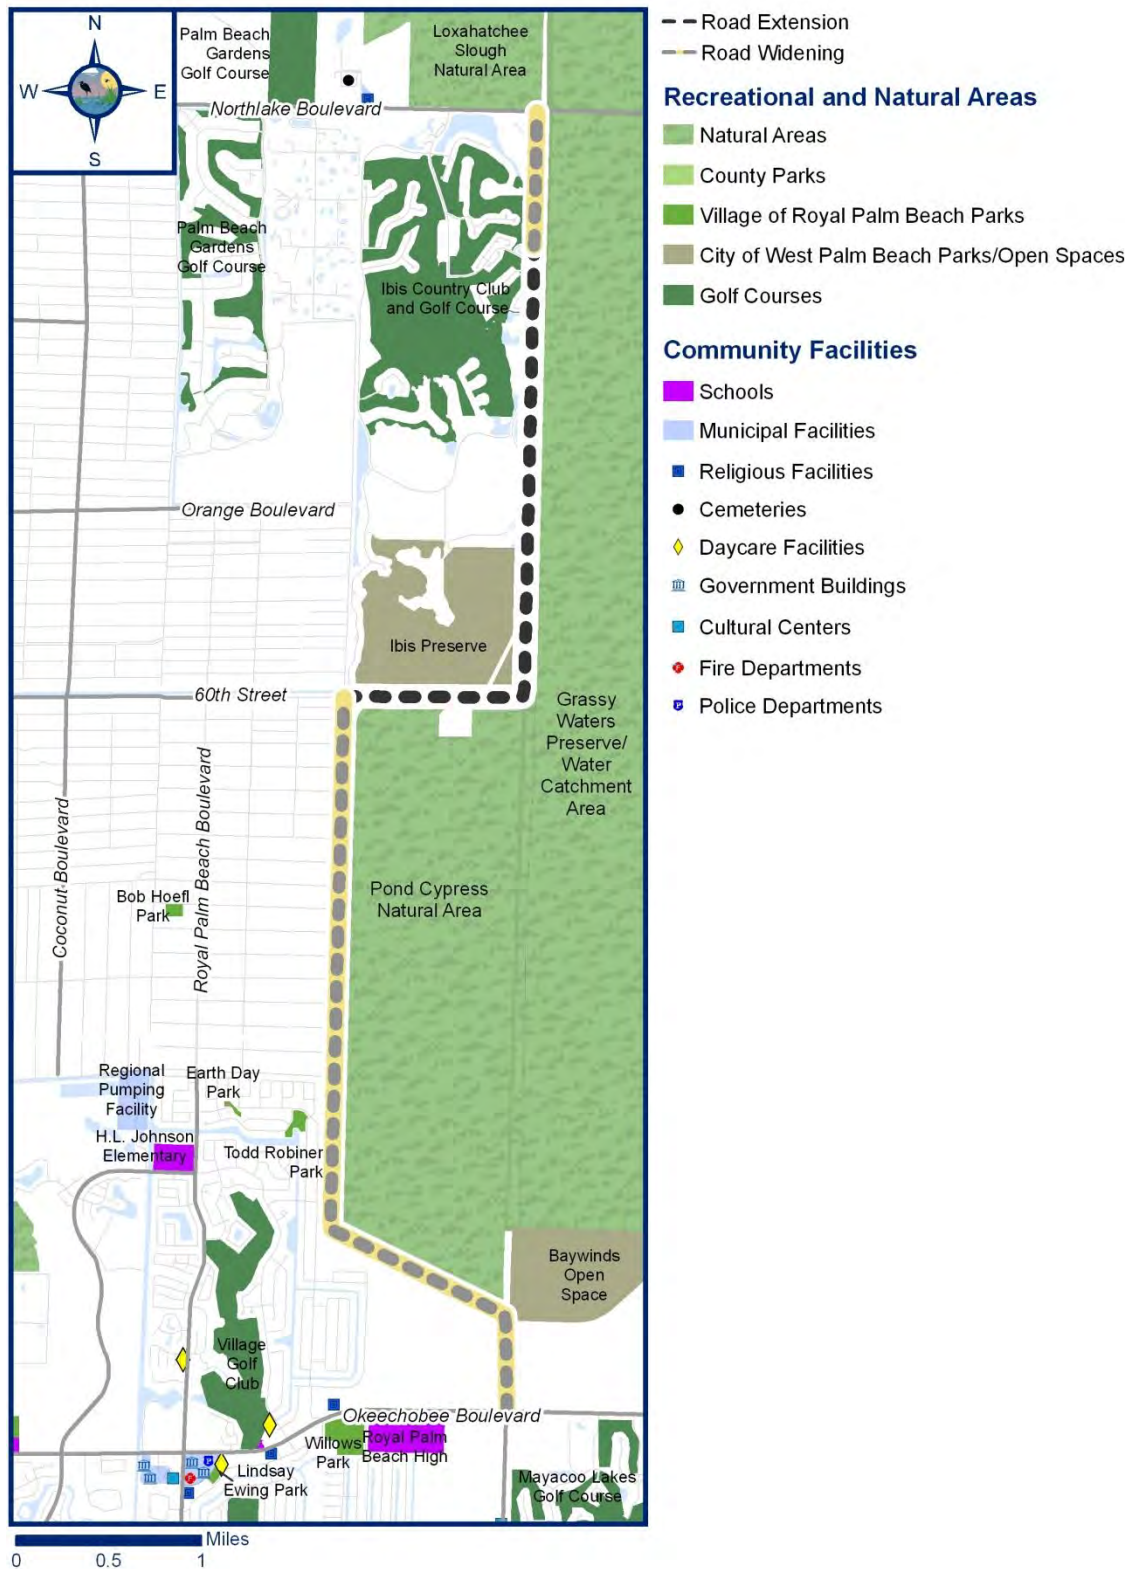 N
W
E
S
Palm Beach
Gardens
Golf Course
Loxahatchee
Slough
Natural Area
Northlake Boulevard
Palm Beach
Gardens
Golf Course
Ibis Country Club
and Golf Course
Orange Boulevard
Ibis Preserve
60th Street
Grassy
Waters
Preserve/
Water
Catchment
Area
Coconut Boulevard
Royal Palm Beach Boulevard
Pond Cypress
Natural Area
Bob Hoefl
Park
Regional
Pumping
Facility
Earth Day
Park
H.L. Johnson
Elementary
Todd Robiner
Park
Baywinds
Open
Space
Village
Golf
Club
Okeechobee Boulevard
Willows
Park
Royal Palm
Beach High
Lindsay
Ewing Park
Mayacoo Lakes
Golf Course
Miles
0 0.5 1
Road Extension
Road Widening
Recreational and Natural Areas
Natural Areas
County Parks
Village of Royal Palm Beach Parks
City of West Palm Beach Parks/Open Spaces
Golf Courses
Community Facilities
Schools
Municipal Facilities
Religious Facilities
Cemeteries
Daycare Facilities
Government Buildings
Cultural Centers
Fire Departments
Police Departments